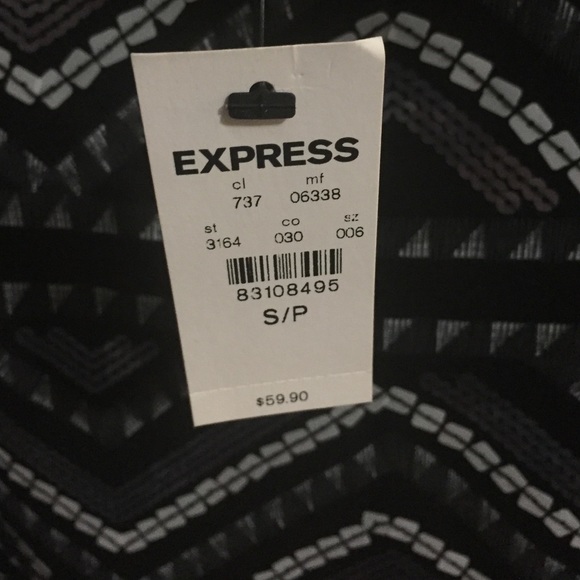 EXPRESS
cl mf
737 06338
st co sz
3164 030 006
83108495
S/P
$59.90